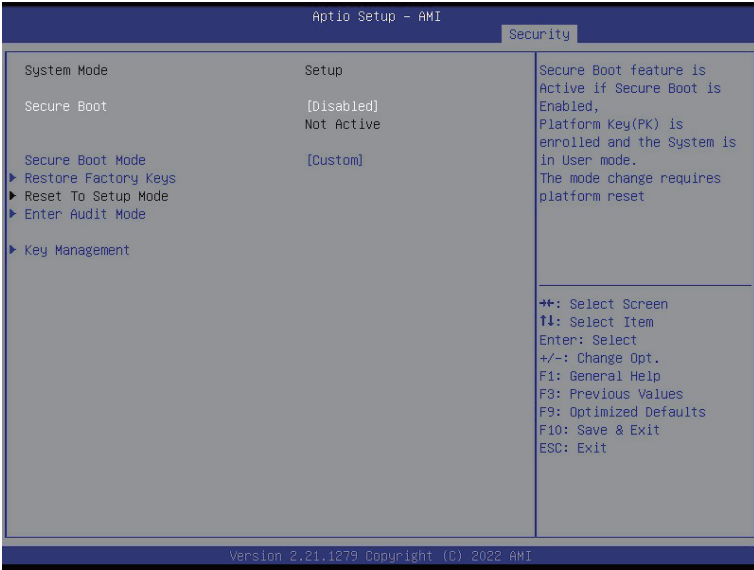 Aptio Setup – AMI
Security
System Mode Setup
Secure Boot [Disabled]
Not Active
Secure Boot Mode [Custom]
Restore Factory Keys
Reset To Setup Mode
Enter Audit Mode
Key Management
Secure Boot feature is
Active if Secure Boot is
Enabled,
Platform Key(PK) is
enrolled and the System is
in User mode.
The mode change requires
platform reset
→←: Select Screen
↑↓: Select Item
Enter: Select
+/-: Change Opt.
F1: General Help
F3: Previous Values
F9: Optimized Defaults
F10: Save & Exit
ESC: Exit
Version 2.21.1279 Copyright (C) 2022 AMI